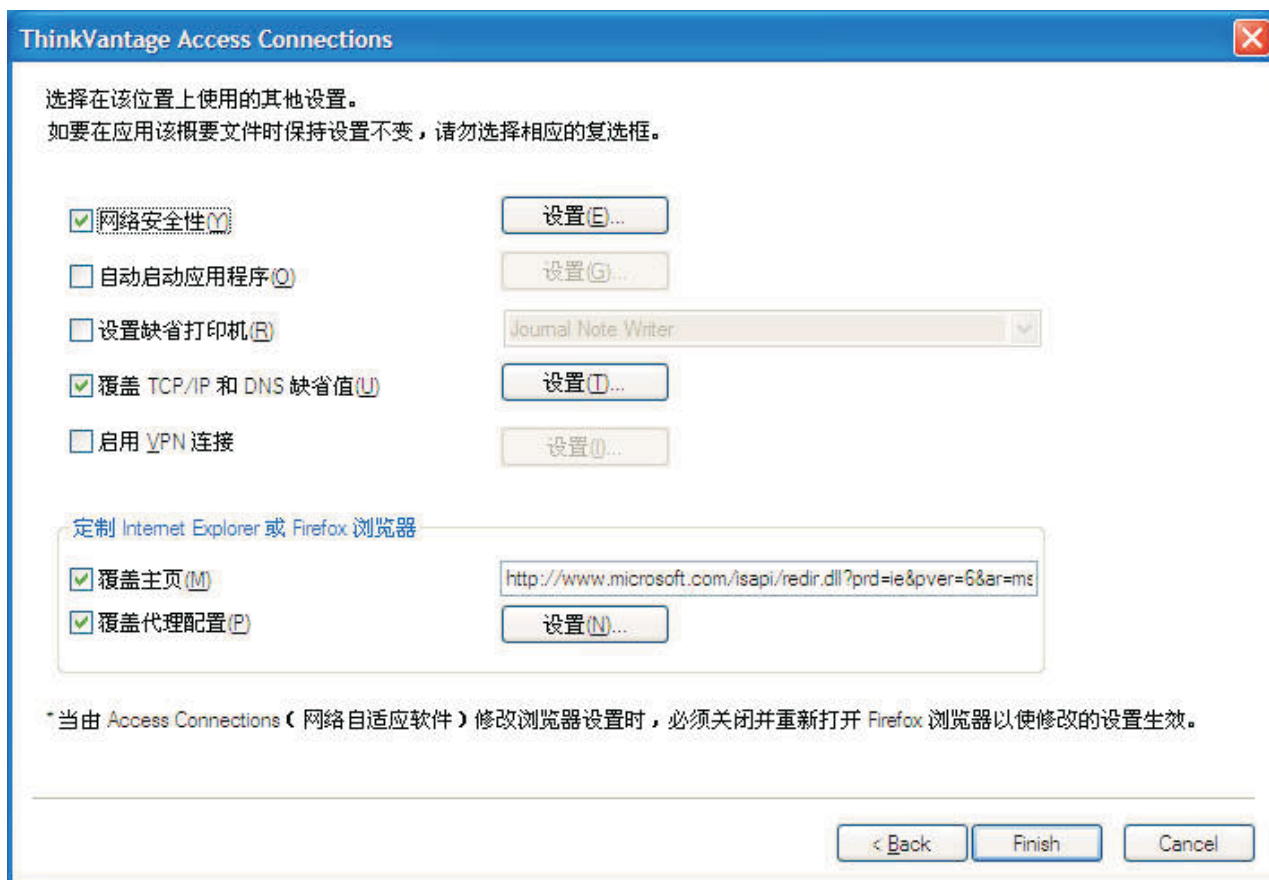 ThinkVantage Access Connections
选择在该位置上使用的其他设置。
如要在应用该概要文件时保持设置不变，请勿选择相应的复选框。
网络安全性(Y) 设置(E)...
自动启动应用程序(O) 设置(G)...
设置缺省打印机(R) Journal Note Writer
覆盖 TCP/IP 和 DNS 缺省值(U) 设置(T)...
启用 VPN 连接 设置(I)...
定制 Internet Explorer 或 Firefox 浏览器
覆盖主页(M) http://www.microsoft.com/isapi/redir.dll?prd=ie&pver=6&ar=ms
覆盖代理配置(P) 设置(N)...
*当由 Access Connections（网络自适应软件）修改浏览器设置时，必须关闭并重新打开 Firefox 浏览器以使修改的设置生效。
< Back Finish Cancel